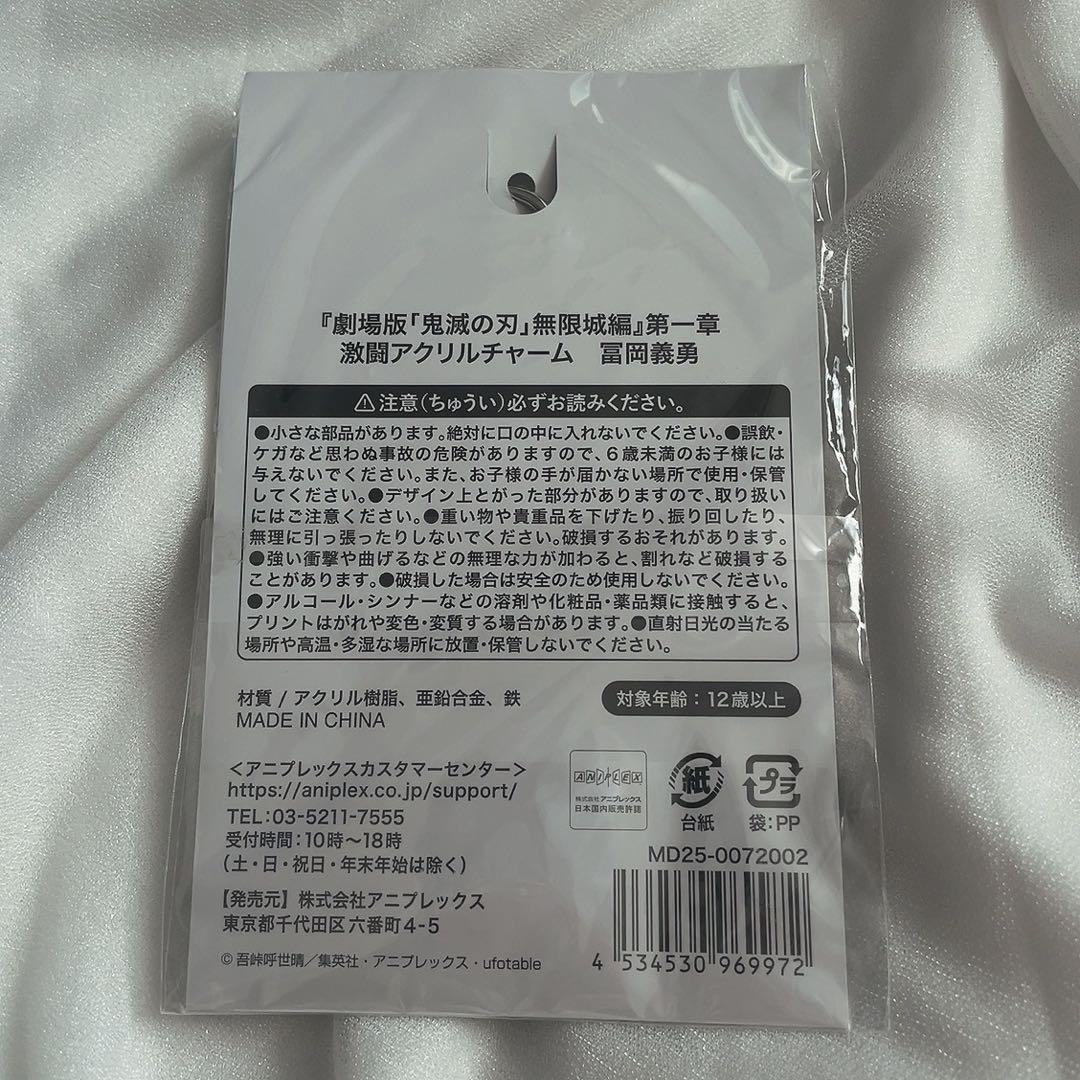 『劇場版「鬼滅の刃」無限城編』第一章
激闘アクリルチャーム　冨岡義勇
⚠注意(ちゅうい)必ずお読みください。
●小さな部品があります。絶対に口の中に入れないでください。●誤飲・
ケガなど思わぬ事故の危険がありますので、6歳未満のお子様には
与えないでください。また、お子様の手が届かない場所で使用・保管
してください。●デザイン上とがった部分がありますので、取り扱い
にはご注意ください。●重い物や貴重品を下げたり、振り回したり、
無理に引っ張ったりしないでください。破損するおそれがあります。
●強い衝撃や曲げるなどの無理な力が加わると、割れなど破損する
ことがあります。●破損した場合は安全のため使用しないでください。
●アルコール・シンナーなどの溶剤や化粧品・薬品類に接触すると、
プリントはがれや変色・変質する場合があります。●直射日光の当たる
場所や高温・多湿な場所に放置・保管しないでください。
材質 / アクリル樹脂、亜鉛合金、鉄
MADE IN CHINA
対象年齢：12歳以上
＜アニプレックスカスタマーセンター＞
https://aniplex.co.jp/support/
TEL:03-5211-7555
受付時間：10時〜18時
(土・日・祝日・年末年始は除く)
【発売元】株式会社アニプレックス
東京都千代田区六番町4-5
©吾峠呼世晴／集英社・アニプレックス・ufotable
ANIPLEX
株式会社アニプレックス
日本国内販売許諾
紙
台紙
プラ
袋：PP
MD25-0072002
4 534530 969972